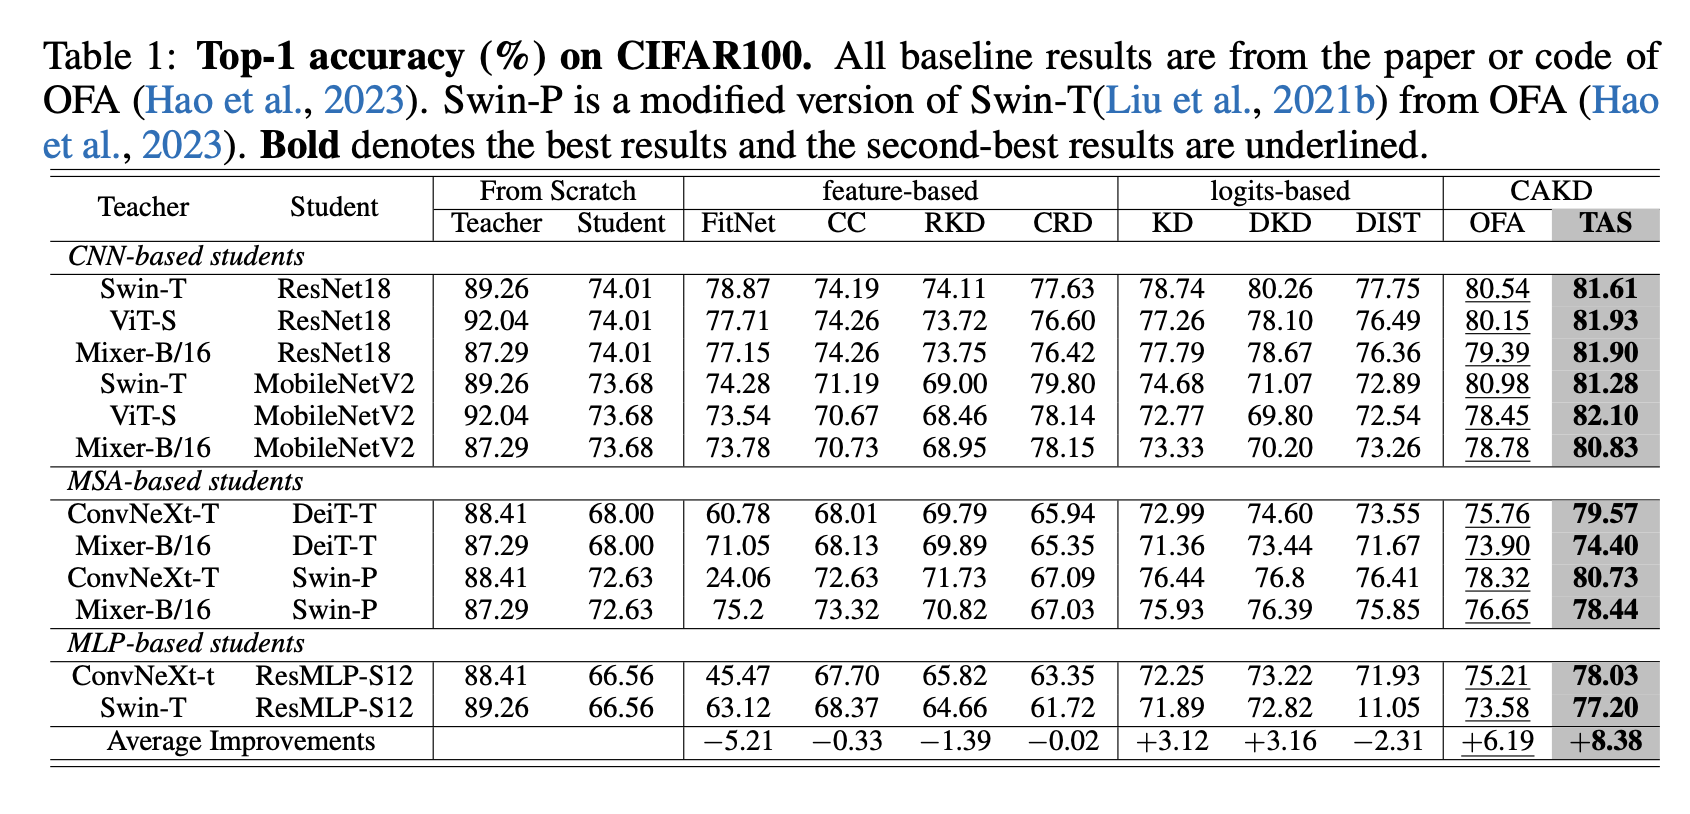 Table 1: Top-1 accuracy (%) on CIFAR100. All baseline results are from the paper or code of
OFA (Hao et al., 2023). Swin-P is a modified version of Swin-T(Liu et al., 2021b) from OFA (Hao
et al., 2023). Bold denotes the best results and the second-best results are underlined.
Teacher Student From Scratch feature-based logits-based CAKD
Teacher Student FitNet CC RKD CRD KD DKD DIST OFA TAS
CNN-based students
Swin-T ResNet18 89.26 74.01 78.87 74.19 74.11 77.63 78.74 80.26 77.75 80.54 81.61
ViT-S ResNet18 92.04 74.01 77.71 74.26 73.72 76.60 77.26 78.10 76.49 80.15 81.93
Mixer-B/16 ResNet18 87.29 74.01 77.15 74.26 73.75 76.42 77.79 78.67 76.36 79.39 81.90
Swin-T MobileNetV2 89.26 73.68 74.28 71.19 69.00 79.80 74.68 71.07 72.89 80.98 81.28
ViT-S MobileNetV2 92.04 73.68 73.54 70.67 68.46 78.14 72.77 69.80 72.54 78.45 82.10
Mixer-B/16 MobileNetV2 87.29 73.68 73.78 70.73 68.95 78.15 73.33 70.20 73.26 78.78 80.83
MSA-based students
ConvNeXt-T DeiT-T 88.41 68.00 60.78 68.01 69.79 65.94 72.99 74.60 73.55 75.76 79.57
Mixer-B/16 DeiT-T 87.29 68.00 71.05 68.13 69.89 65.35 71.36 73.44 71.67 73.90 74.40
ConvNeXt-T Swin-P 88.41 72.63 24.06 72.63 71.73 67.09 76.44 76.8 76.41 78.32 80.73
Mixer-B/16 Swin-P 87.29 72.63 75.2 73.32 70.82 67.03 75.93 76.39 75.85 76.65 78.44
MLP-based students
ConvNeXt-t ResMLP-S12 88.41 66.56 45.47 67.70 65.82 63.35 72.25 73.22 71.93 75.21 78.03
Swin-T ResMLP-S12 89.26 66.56 63.12 68.37 64.66 61.72 71.89 72.82 11.05 73.58 77.20
Average Improvements −5.21 −0.33 −1.39 −0.02 +3.12 +3.16 −2.31 +6.19 +8.38